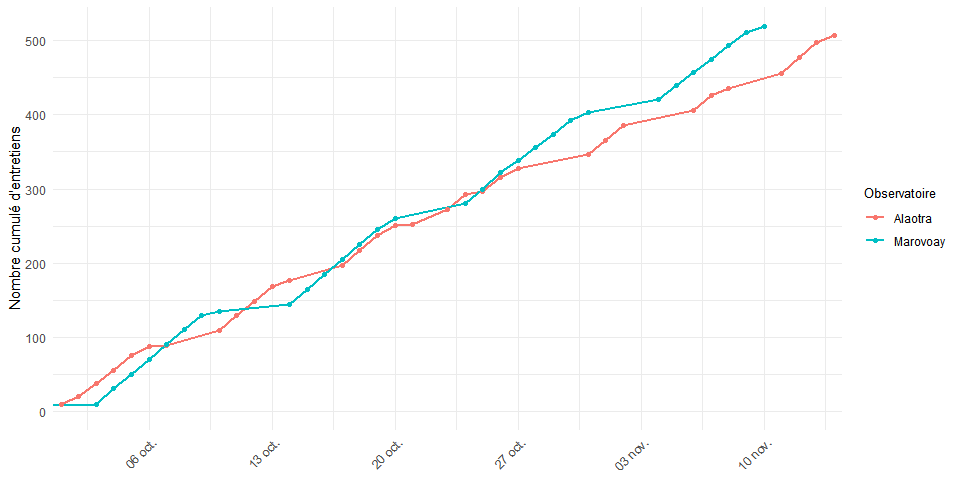 Nombre cumulé d'entretiens
500
400
300
200
100
0
06 oct.
13 oct.
20 oct.
27 oct.
03 nov.
10 nov.
Observatoire
Alaotra
Marovoay